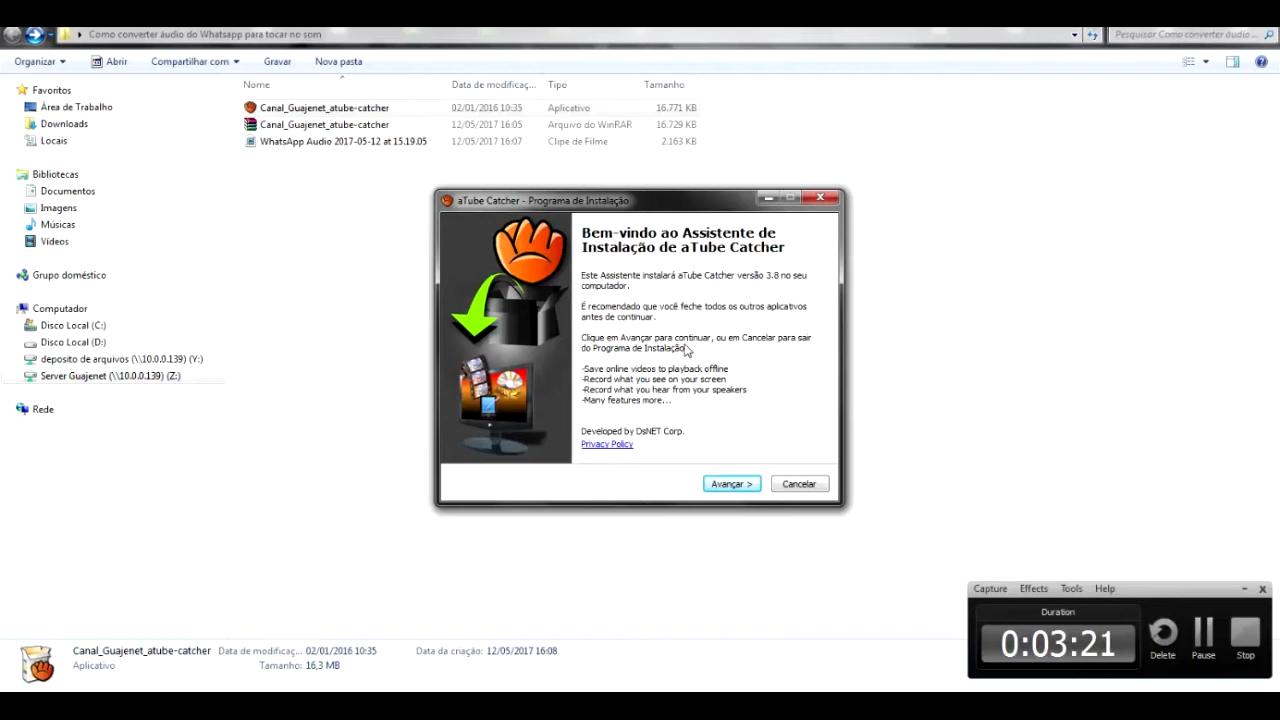 Como converter áudio do Whatsapp para tocar no som
Pesquisar Como converter áudio ...
Organizar
Abrir
Compartilhar com
Gravar
Nova pasta
Nome
Data de modificaç...
Tipo
Tamanho
Favoritos
Área de Trabalho
Downloads
Locais
Bibliotecas
Documentos
Imagens
Músicas
Vídeos
Grupo doméstico
Computador
Disco Local (C:)
Disco Local (D:)
deposito de arquivos (\\10.0.0.139) (Y:)
Server Guajenet (\\10.0.0.139) (Z:)
Rede
Canal_Guajenet_atube-catcher 02/01/2016 10:35 Aplicativo 16.771 KB
Canal_Guajenet_atube-catcher 12/05/2017 16:05 Arquivo do WinRAR 16.729 KB
WhatsApp Audio 2017-05-12 at 15.19.05 12/05/2017 16:07 Clipe de Filme 2.163 KB
aTube Catcher - Programa de Instalação
Bem-vindo ao Assistente de
Instalação de aTube Catcher
Este Assistente instalará aTube Catcher versão 3.8 no seu
computador.
É recomendado que você feche todos os outros aplicativos
antes de continuar.
Clique em Avançar para continuar, ou em Cancelar para sair
do Programa de Instalação.
-Save online videos to playback offline
-Record what you see on your screen
-Record what you hear from your speakers
-Many features more...
Developed by DsNET Corp.
Privacy Policy
Avançar >
Cancelar
Capture Effects Tools Help
Duration
0:03:21
Delete
Pause
Stop
Canal_Guajenet_atube-catcher Data de modificaç... 02/01/2016 10:35 Data da criação: 12/05/2017 16:08
Aplicativo Tamanho: 16,3 MB